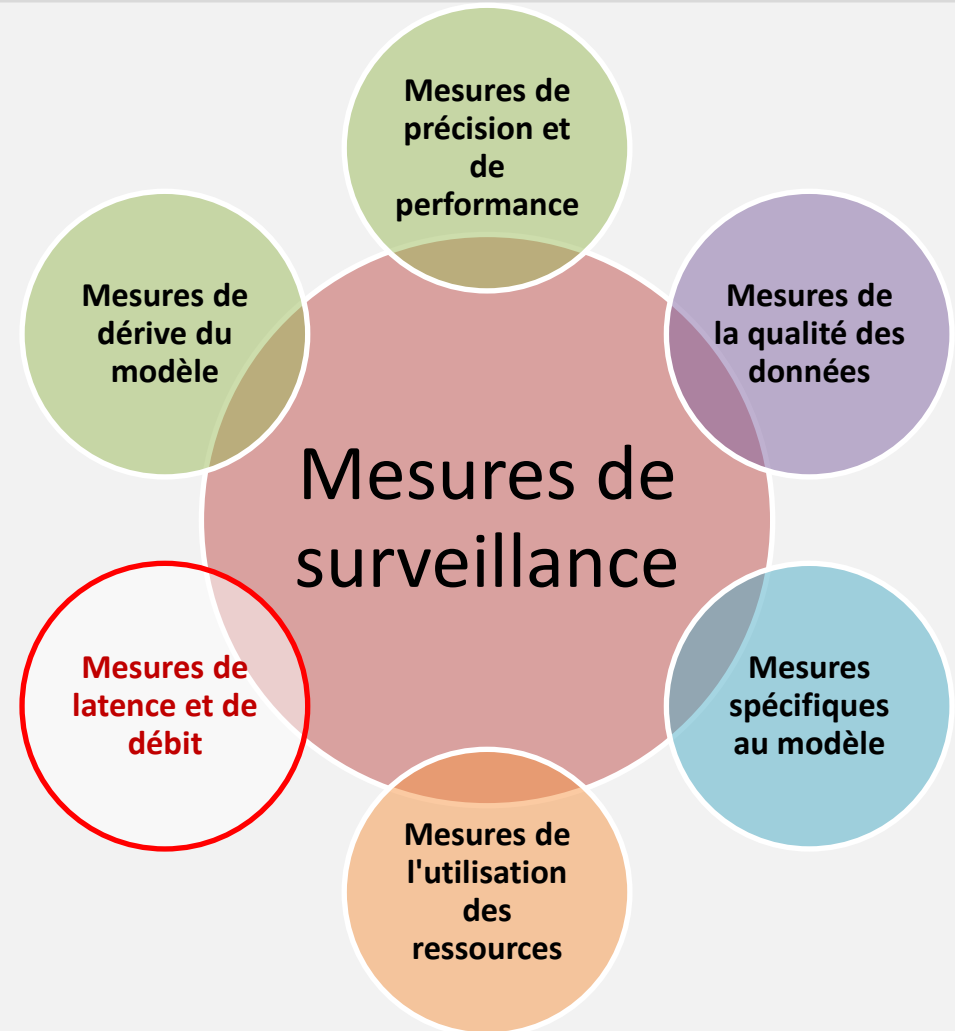 Mesures de
précision et
de
performance
Mesures de
la qualité des
données
Mesures
spécifiques
au modèle
Mesures de
l'utilisation
des
ressources
Mesures de
latence et de
débit
Mesures de
dérive du
modèle
Mesures de
surveillance